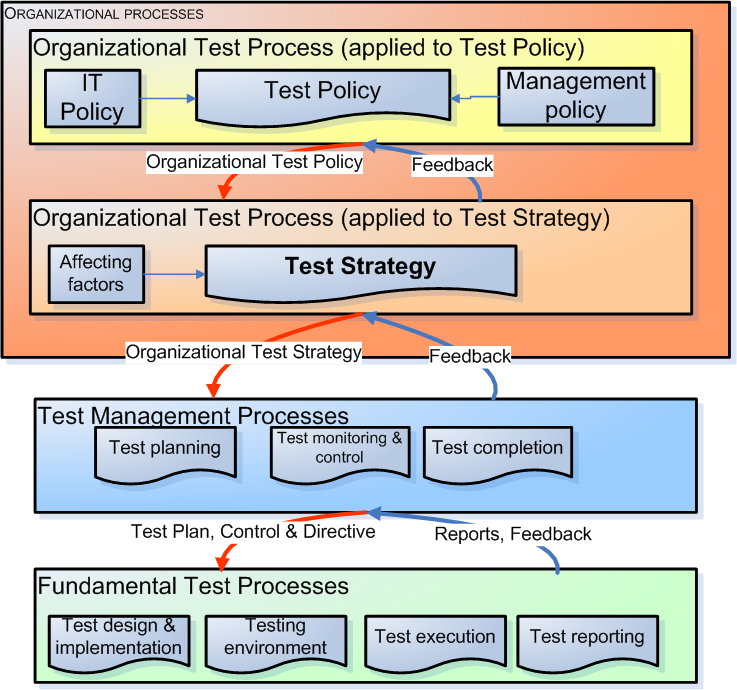 ORGANIZATIONAL PROCESSES
Organizational Test Process (applied to Test Policy)
IT
Policy
Test Policy
Management
policy
Organizational Test Policy
Feedback
Organizational Test Process (applied to Test Strategy)
Affecting
factors
Test Strategy
Organizational Test Strategy
Feedback
Test Management Processes
Test planning
Test monitoring &
control
Test completion
Test Plan, Control & Directive
Reports, Feedback
Fundamental Test Processes
Test design &
implementation
Testing
environment
Test execution
Test reporting